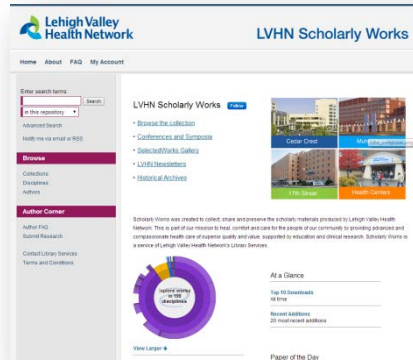 Lehigh Valley
Health Network
LVHN Scholarly Works
Home About FAQ My Account
Enter search terms:
Search
in this repository
Advanced Search
Notify me via email or RSS
Browse
Collections
Disciplines
Authors
Author Corner
Author FAQ
Submit Research
Contact Library Services
Terms and Conditions
LVHN Scholarly Works Follow
Browse the collection
Conferences and Symposia
SelectedWorks Gallery
LVHN Newsletters
Historical Archives
Cedar Crest
17th Street
Health Centers
Scholarly Works was created to collect, share and preserve the scholarly materials produced by Lehigh Valley Health
Network. This is part of our mission to heal, comfort and care for the people of our community by providing advanced and
compassionate health care of superior quality and value, supported by education and clinical research. Scholarly Works is
a service of Lehigh Valley Health Network's Library Services.
Explore works
in 198
disciplines
View Larger
At a Glance
Top 10 Downloads
All time
Recent Additions
20 most recent additions
Paper of the Day